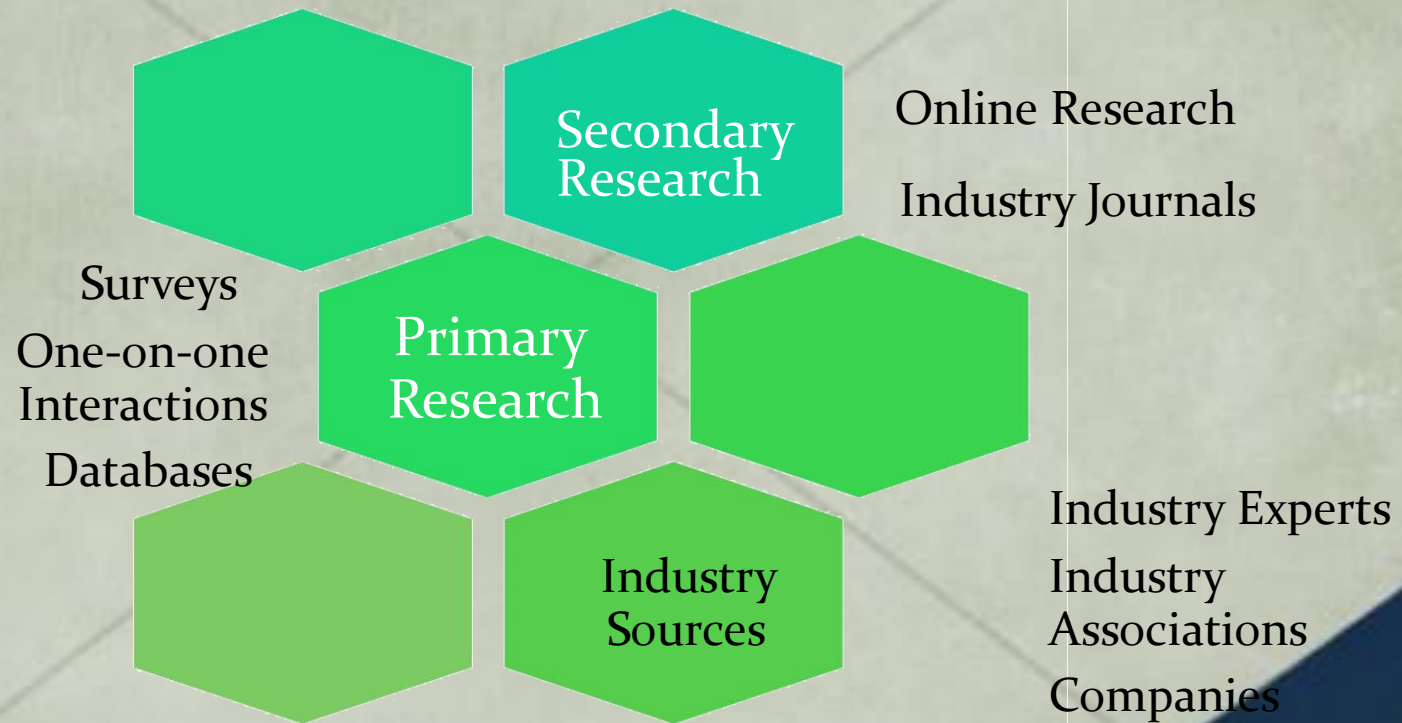 Secondary
Research
Online Research
Industry Journals
Surveys
One-on-one
Interactions
Databases
Primary
Research
Industry
Sources
Industry Experts
Industry
Associations
Companies